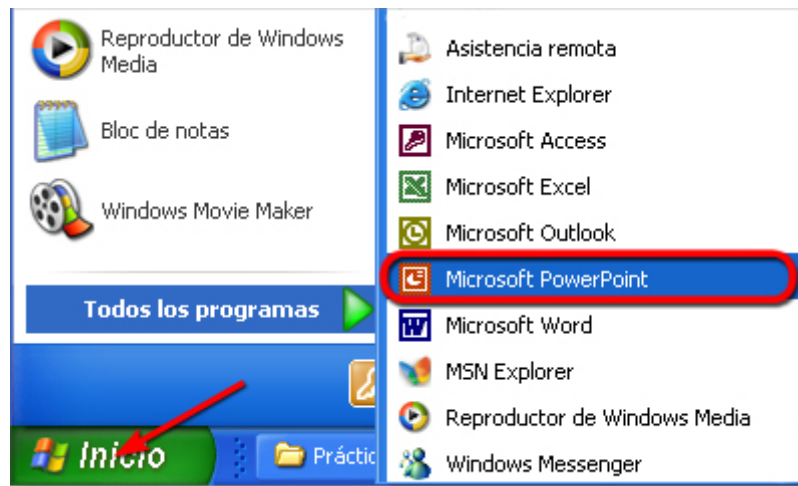 Reproductor de Windows
Media
Bloc de notas
Windows Movie Maker
Todos los programas
Inicio
Práctic
Asistencia remota
Internet Explorer
Microsoft Access
Microsoft Excel
Microsoft Outlook
Microsoft PowerPoint
Microsoft Word
MSN Explorer
Reproductor de Windows Media
Windows Messenger